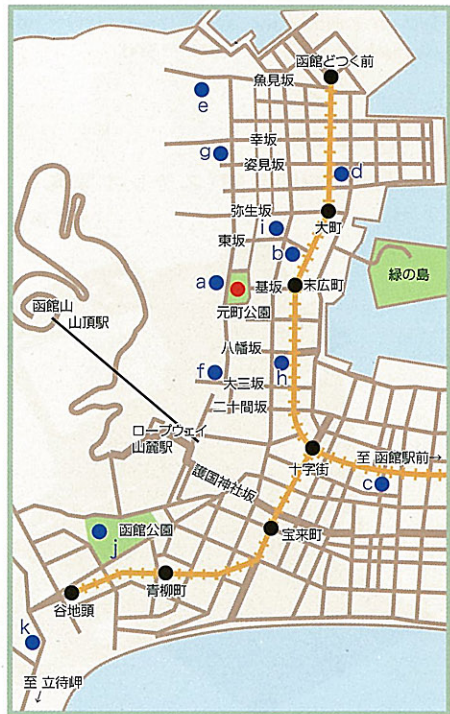 函館どつく前
魚見坂
e
幸坂
g
姿見坂
d
弥生坂
大町
i
東坂
b
緑の島
a
基坂
末広町
函館山
山頂駅
元町公園
八幡坂
f
h
大三坂
二十間坂
ロープウェイ
山麓駅
十字街
至 函館駅前→
護国神社坂
c
函館公園
宝来町
j
青柳町
谷地頭
k
至 立待岬
←